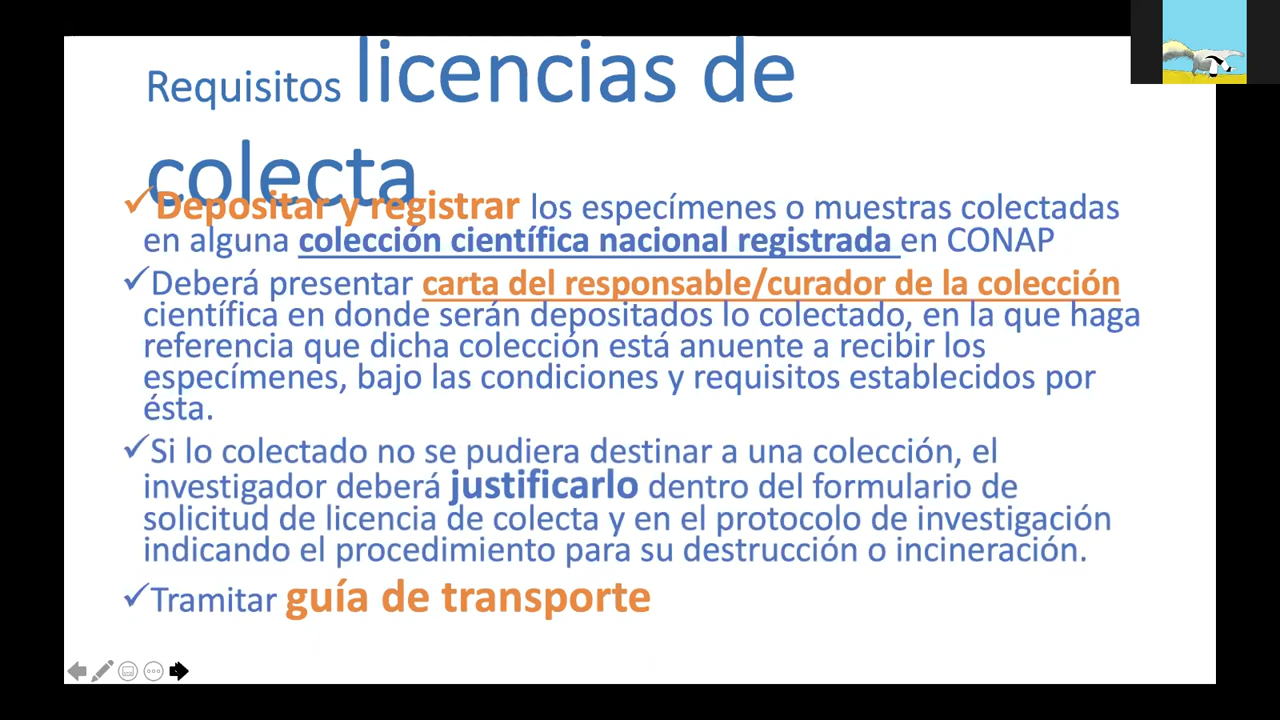 Requisitos licencias de
colecta
✓Depositar y registrar los especímenes o muestras colectadas
en alguna colección científica nacional registrada en CONAP
✓Deberá presentar carta del responsable/curador de la colección
científica en donde serán depositados lo colectado, en la que haga
referencia que dicha colección está anuente a recibir los
especímenes, bajo las condiciones y requisitos establecidos por
ésta.
✓Si lo colectado no se pudiera destinar a una colección, el
investigador deberá justificarlo dentro del formulario de
solicitud de licencia de colecta y en el protocolo de investigación
indicando el procedimiento para su destrucción o incineración.
✓Tramitar guía de transporte